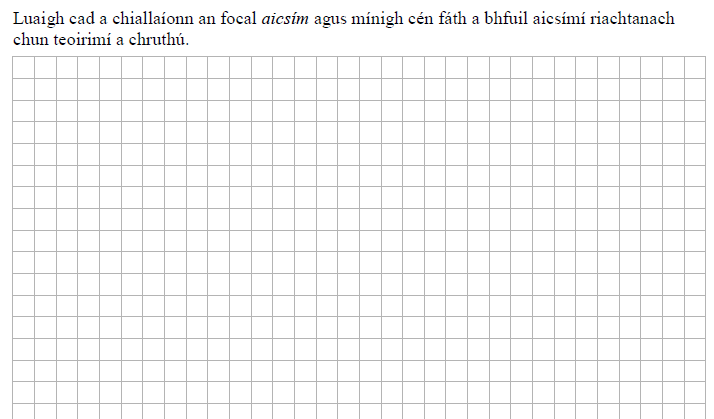 Luaigh cad a chiallaíonn an focal aicsím agus mínigh cén fáth a bhfuil aicsímí riachtanach
chun teoirimí a chruthú.